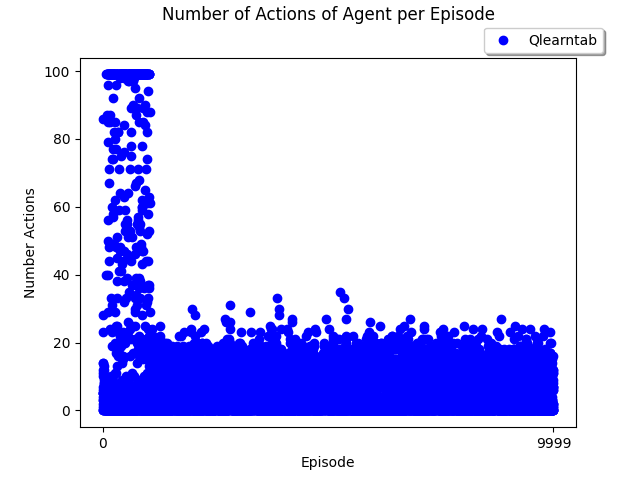 Number of Actions of Agent per Episode
Qlearntab
100
80
60
40
20
0
Number Actions
0
9999
Episode